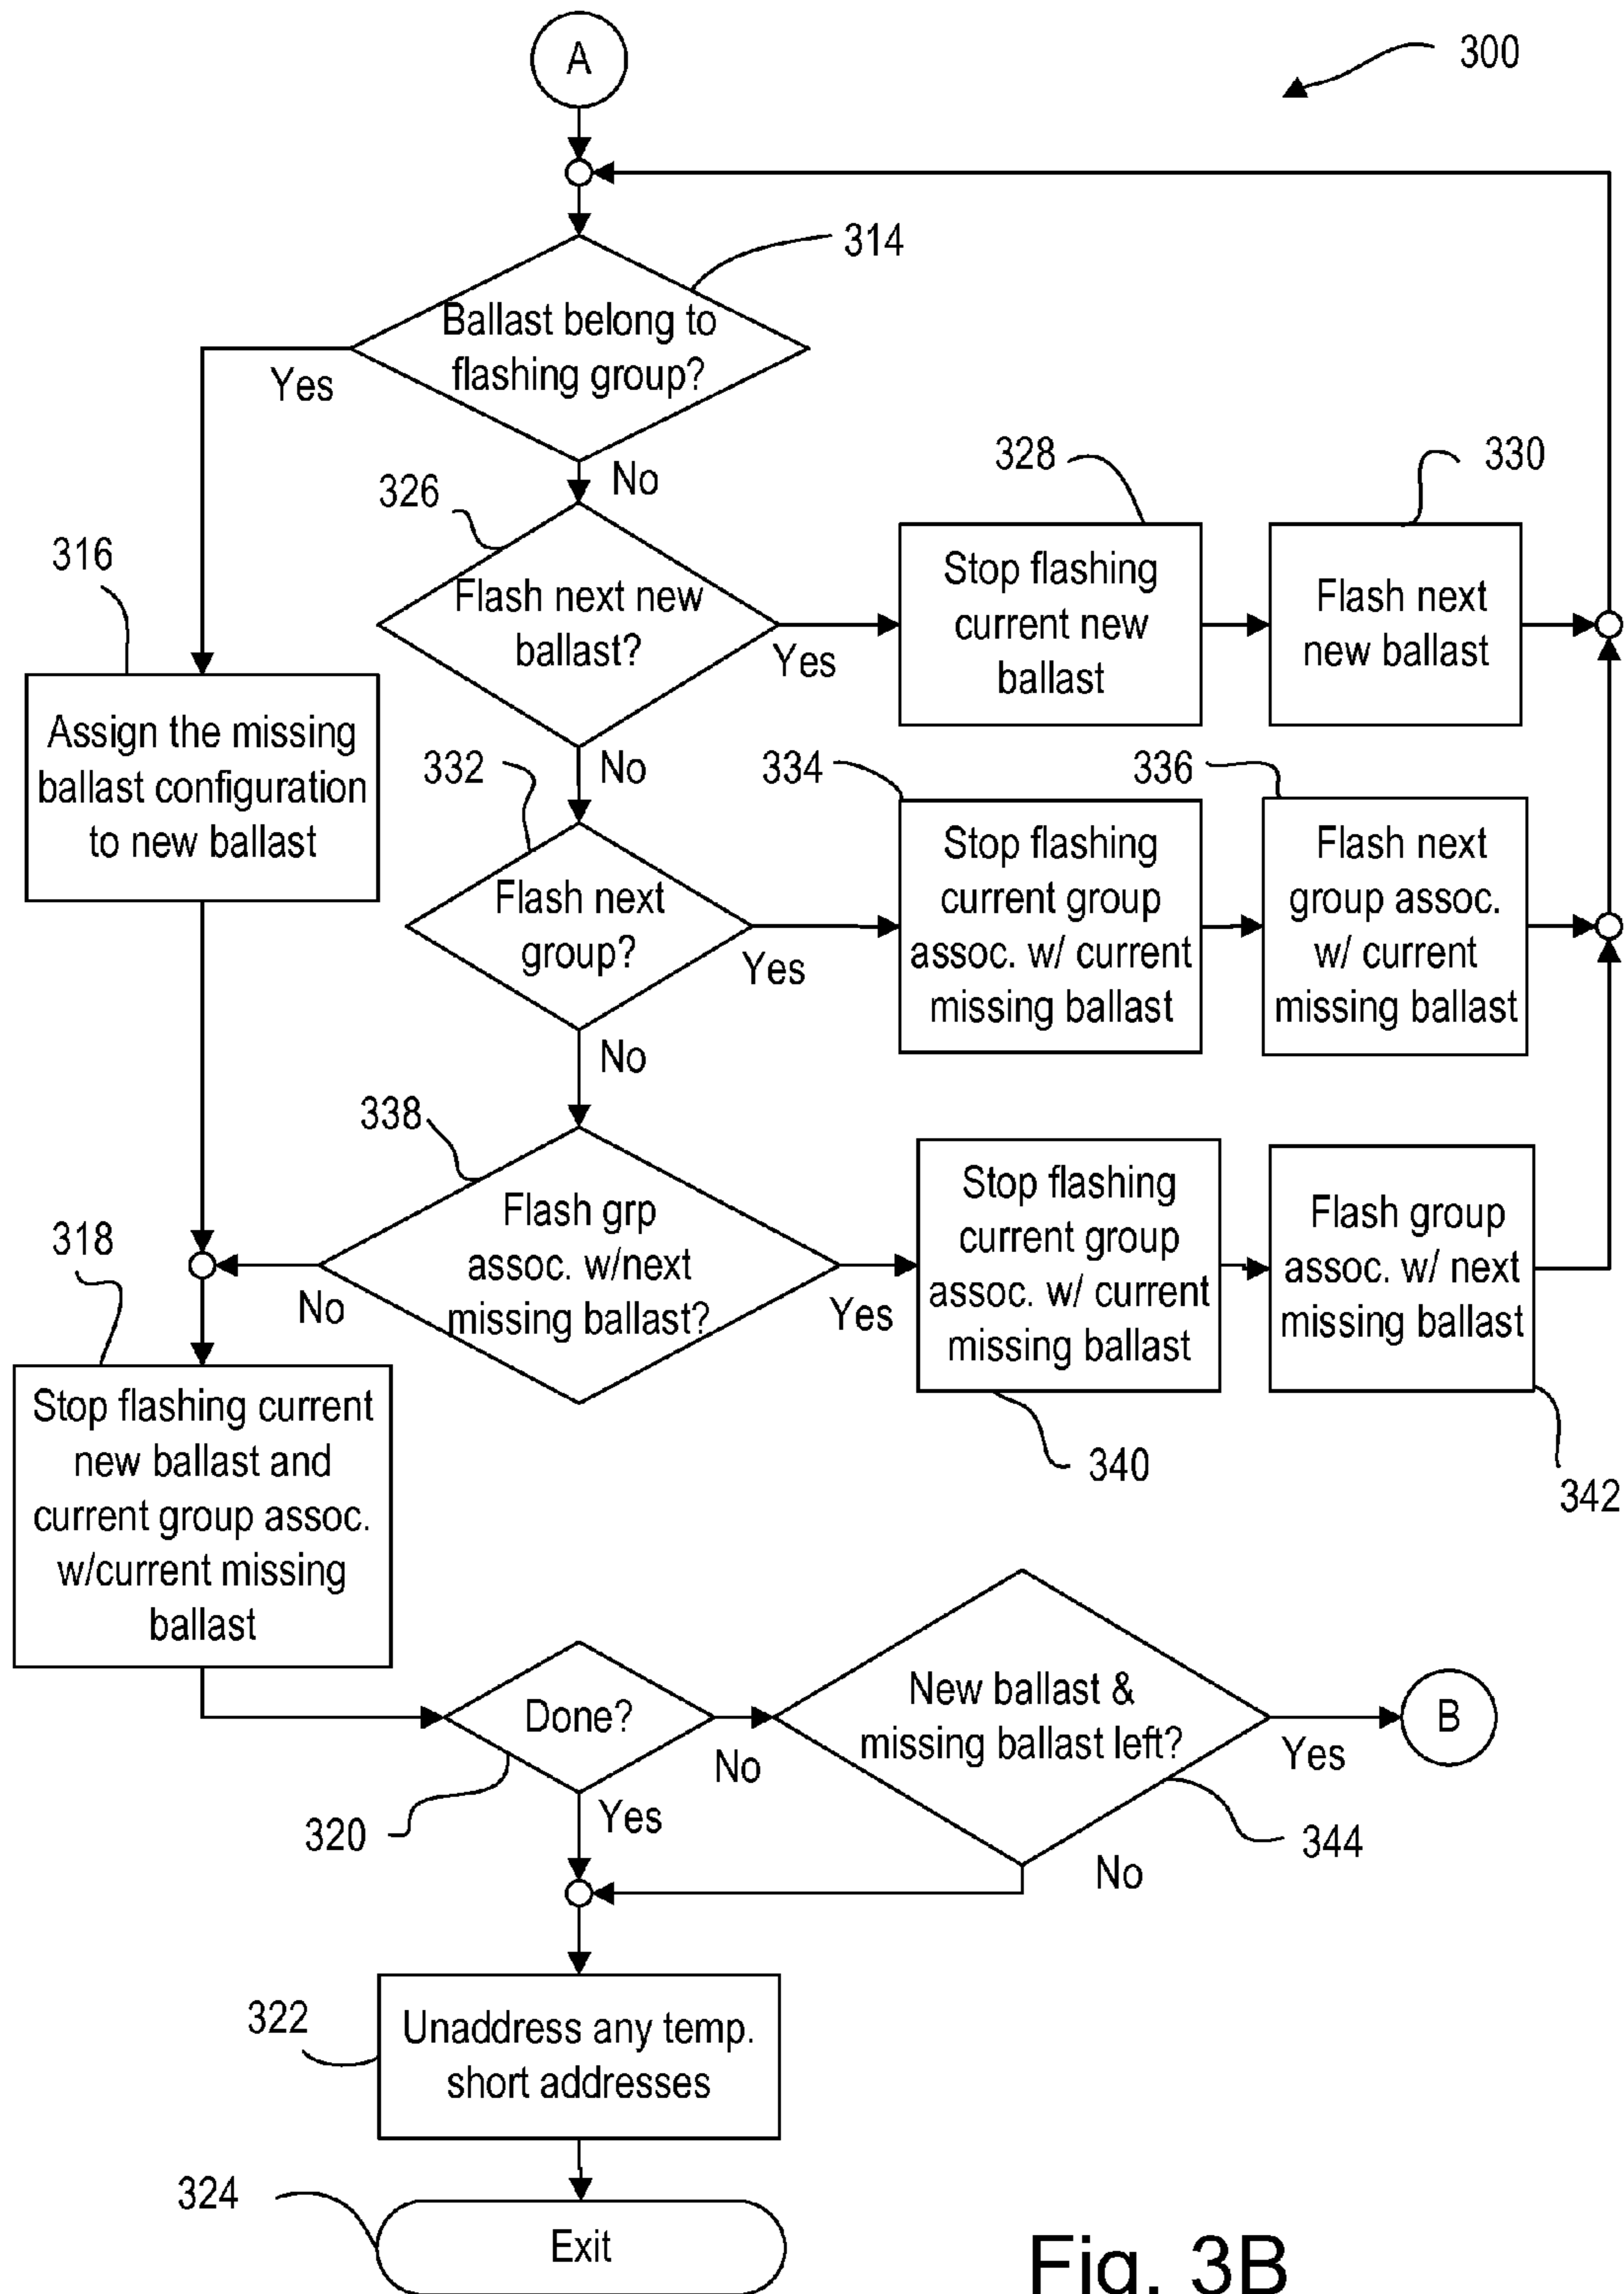 A
300
314
Ballast belong to
flashing group?
Yes
No
326
328
330
316
Flash next new
ballast?
Yes
Stop flashing
current new
ballast
Flash next
new ballast
Assign the missing
ballast configuration
to new ballast
No
332
334
336
Flash next
group?
Yes
Stop flashing
current group
assoc. w/ current
missing ballast
Flash next
group assoc.
w/ current
missing ballast
No
338
318
Flash grp
assoc. w/next
missing ballast?
No
Yes
Stop flashing
current group
assoc. w/ current
missing ballast
Flash group
assoc. w/ next
missing ballast
340
342
Stop flashing current
new ballast and
current group assoc.
w/current missing
ballast
Done?
No
New ballast &
missing ballast left?
Yes
B
320
Yes
344
No
322
Unaddress any temp.
short addresses
324
Exit
Fig. 3B